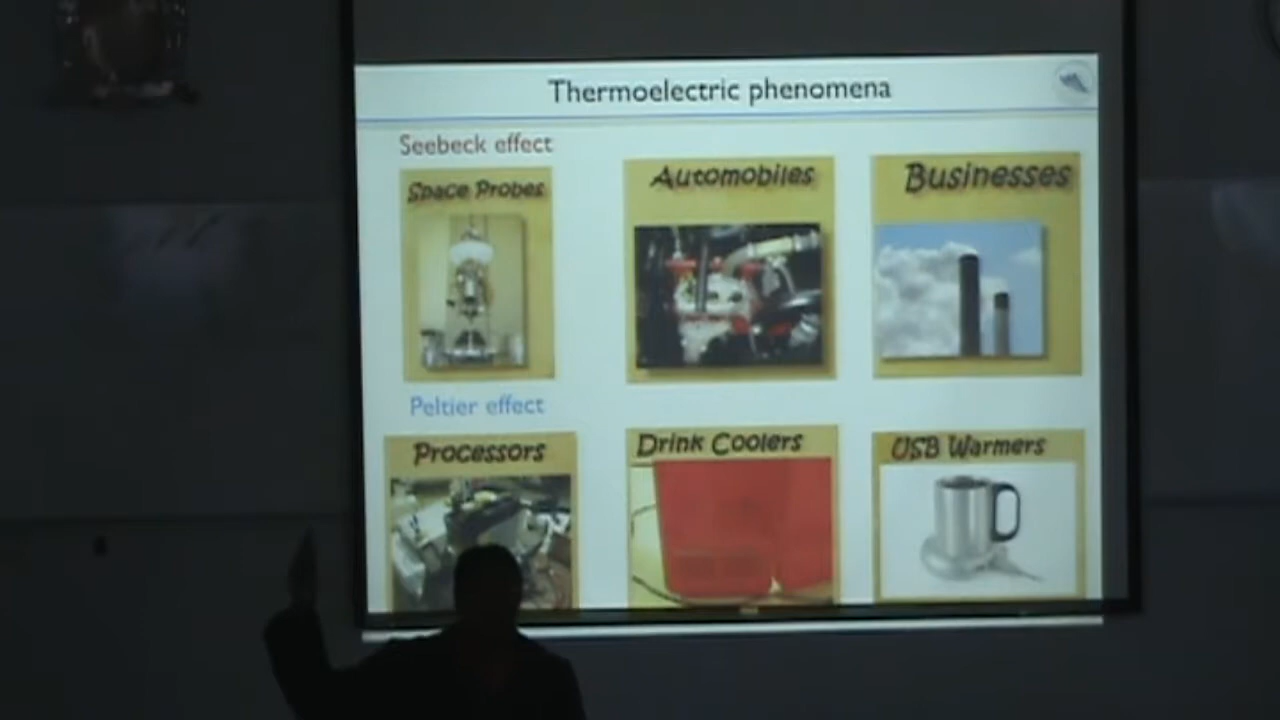 Thermoelectric phenomena
Seebeck effect
Space Probes
Automobiles
Businesses
Peltier effect
Processors
Drink Coolers
USB Warmers